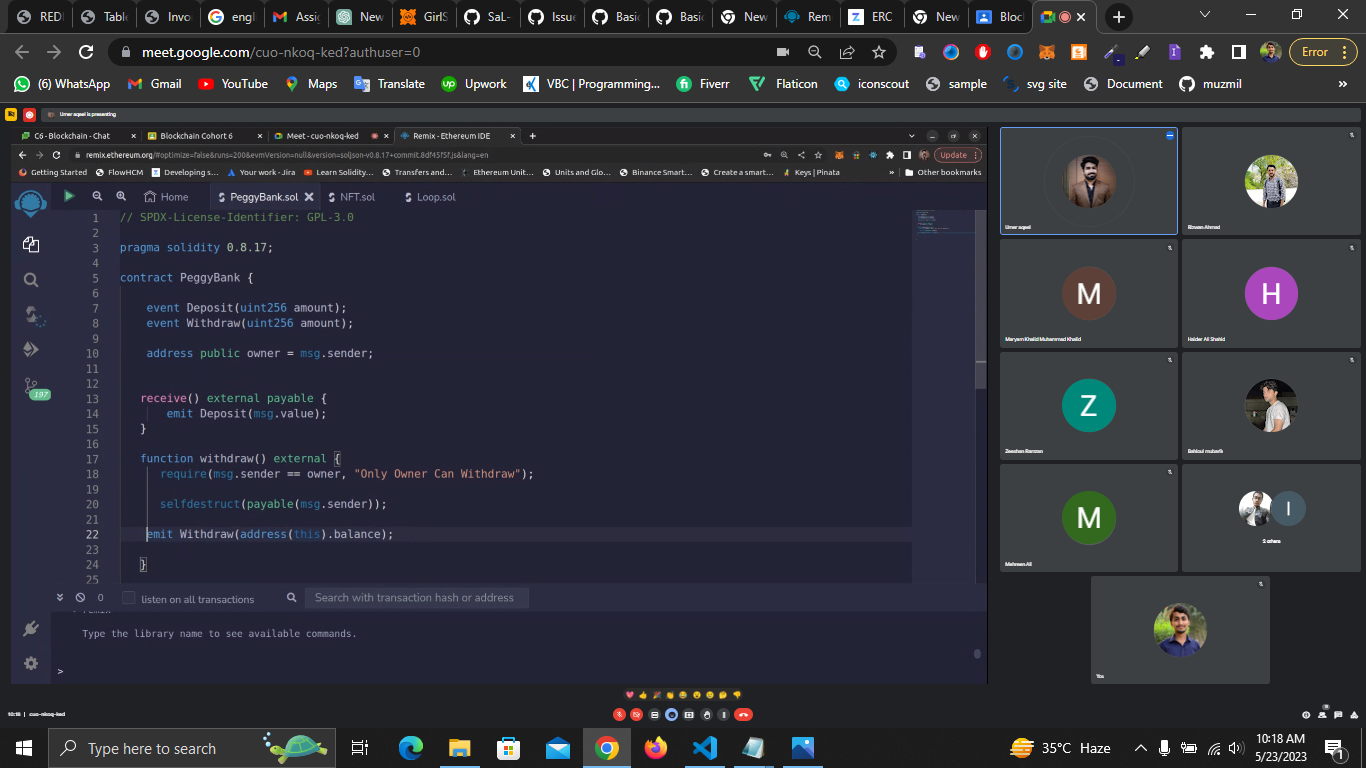 RED
Table
Invo
engl
Assig
New
GirlS
SaL-
Issue
Basic
Basic
New
Rem
ERC
New
Bloc
meet.google.com/cuo-nkoq-ked?authuser=0
Error
(6) WhatsApp
Gmail
YouTube
Maps
Translate
Upwork
VBC | Programming...
Fiverr
Flaticon
iconscout
sample
svg site
Document
muzmil
»
Umer aqeel is presenting
C6 - Blockchain - Chat
Blockchain Cohort 6
Meet - cuo-nkoq-ked
Remix - Ethereum IDE
remix.ethereum.org/#optimize=false&runs=200&evmVersion=null&version=soljson-v0.8.17+commit.8df45f5f.js&lang=en
Update
Getting Started
FlowHCM
Developing s...
Your work - Jira
Learn Solidity...
Transfers and...
Ethereum Unit...
Units and Glo...
Binance Smart...
Create a smart...
Keys | Pinata
»
Other bookmarks
Home
PeggyBank.sol
NFT.sol
Loop.sol
1 // SPDX-License-Identifier: GPL-3.0
2
3 pragma solidity 0.8.17;
4
5 contract PeggyBank {
6
7 event Deposit(uint256 amount);
8 event Withdraw(uint256 amount);
9
10 address public owner = msg.sender;
11
12
13 receive() external payable {
14 emit Deposit(msg.value);
15 }
16
17 function withdraw() external {
18 require(msg.sender == owner, "Only Owner Can Withdraw");
19
20 selfdestruct(payable(msg.sender));
21
22 emit Withdraw(address(this).balance);
23
24 }
25
197
0
listen on all transactions
Search with transaction hash or address
remix
Type the library name to see available commands.
>
Umer aqeel
Rizwan Ahmad
M
Maryam Khalid Muhammad Khalid
H
Haider Ali Shahid
Z
Zeeshan Ramzan
Bahloul mubarik
M
Mehreen Ali
I
You
10:18 | cuo-nkoq-ked
Type here to search
35°C Haze
10:18 AM
5/23/2023
1